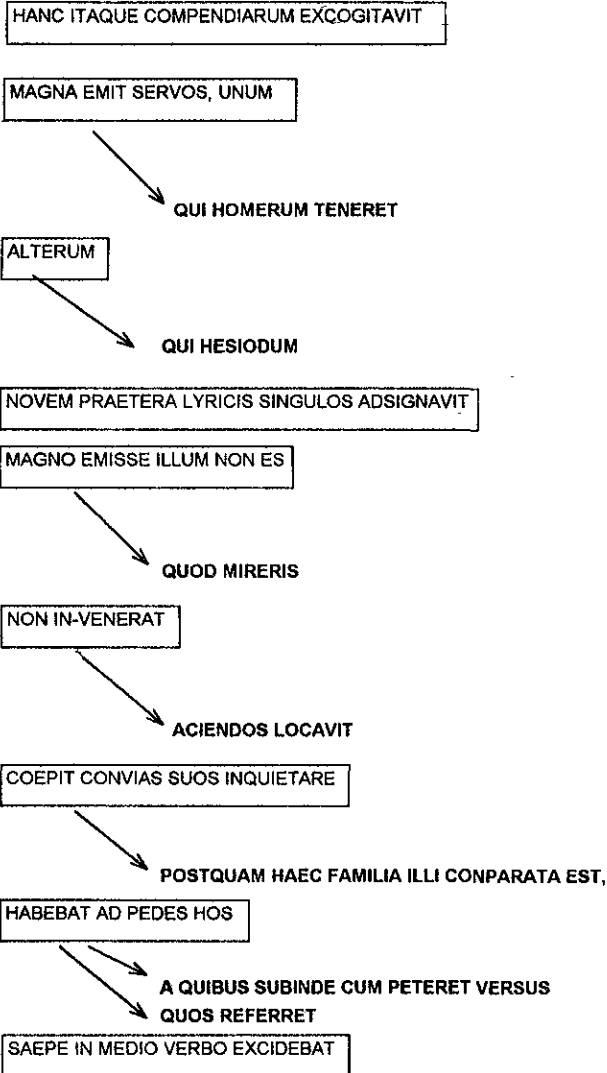 HANC ITAQUE COMPENDIARUM EXCOGITAVIT
MAGNA EMIT SERVOS, UNUM
QUI HOMERUM TENERET
ALTERUM
QUI HESIODUM
NOVEM PRAETERA LYRICIS SINGULOS ADSIGNAVIT
MAGNO EMISSE ILLUM NON ES
QUOD MIRERIS
NON IN-VENERAT
ACIENDOS LOCAVIT
COEPIT CONVIAS SUOS INQUIETARE
POSTQUAM HAEC FAMILIA ILLI CONPARATA EST,
HABEBAT AD PEDES HOS
A QUIBUS SUBINDE CUM PETERET VERSUS
QUOS REFERRET
SAEPE IN MEDIO VERBO EXCIDEBAT